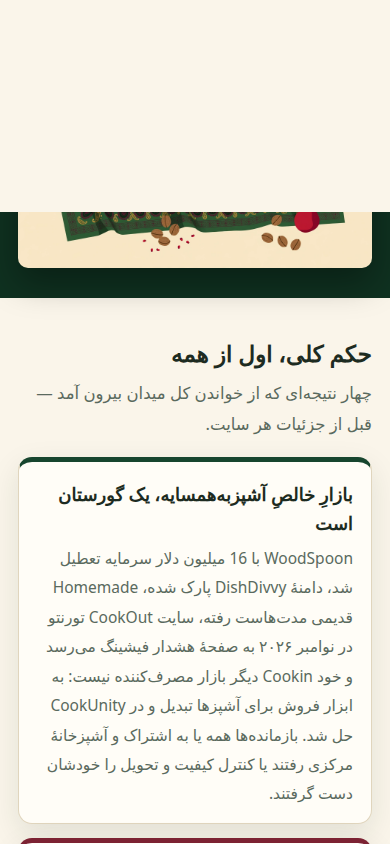 حکم کلی، اول از همه
چهار نتیجه‌ای که از خواندن کل میدان بیرون آمد —
قبل از جزئیات هر سایت.
بازارِ خالصِ آشپزبه‌همسایه، یک گورستان
است
WoodSpoon با 16 میلیون دلار سرمایه تعطیل
شد، دامنهٔ DishDivvy پارک شده، Homemade
قدیمی مدت‌هاست رفته، سایت CookOut تورنتو
در نوامبر ۲۰۲۶ به صفحهٔ هشدار فیشینگ می‌رسد
و خود Cookin دیگر بازار مصرف‌کننده نیست: به
ابزار فروش برای آشپزها تبدیل و در CookUnity
حل شد. بازمانده‌ها همه یا به اشتراک و آشپزخانهٔ
مرکزی رفتند یا کنترل کیفیت و تحویل را خودشان
دست گرفتند.